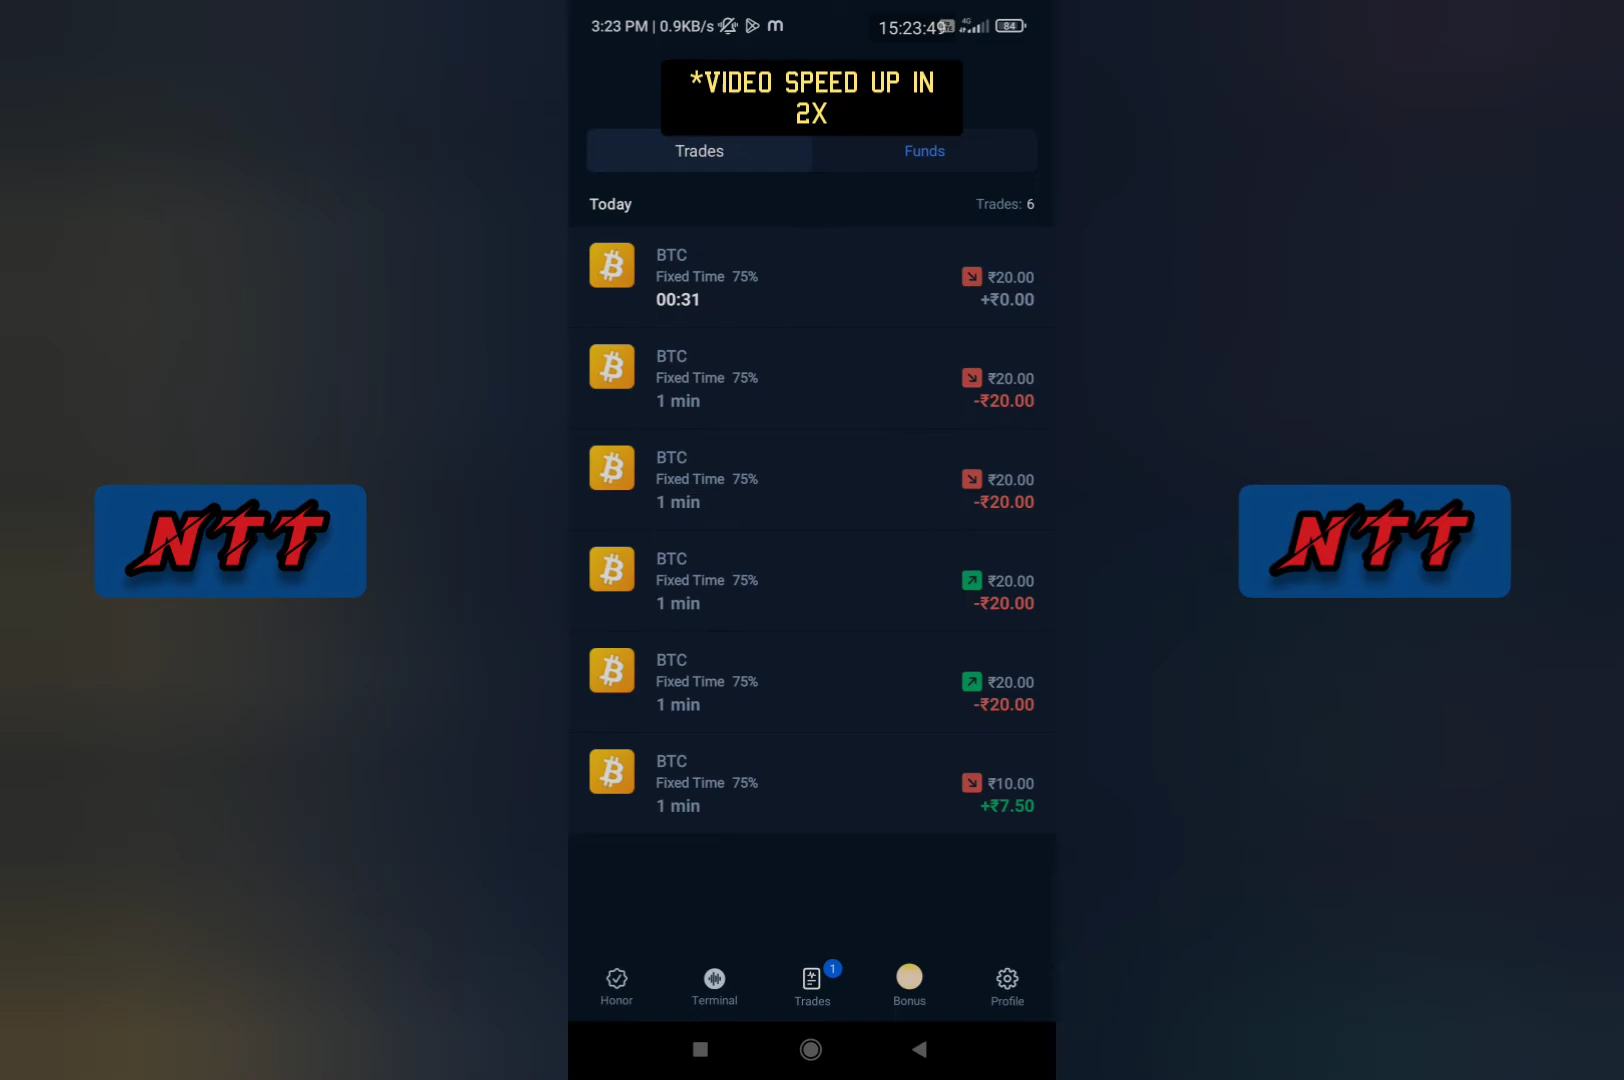 3:23 PM | 0.9KB/s
15:23:49
4G
84
*VIDEO SPEED UP IN
2X
Trades
Funds
Today
Trades: 6
BTC
Fixed Time 75%
₹20.00
00:31
+₹0.00
BTC
Fixed Time 75%
₹20.00
1 min
-₹20.00
BTC
Fixed Time 75%
₹20.00
1 min
-₹20.00
BTC
Fixed Time 75%
₹20.00
1 min
-₹20.00
BTC
Fixed Time 75%
₹20.00
1 min
-₹20.00
BTC
Fixed Time 75%
₹10.00
1 min
+₹7.50
NTT
NTT
1
Honor
Terminal
Trades
Bonus
Profile